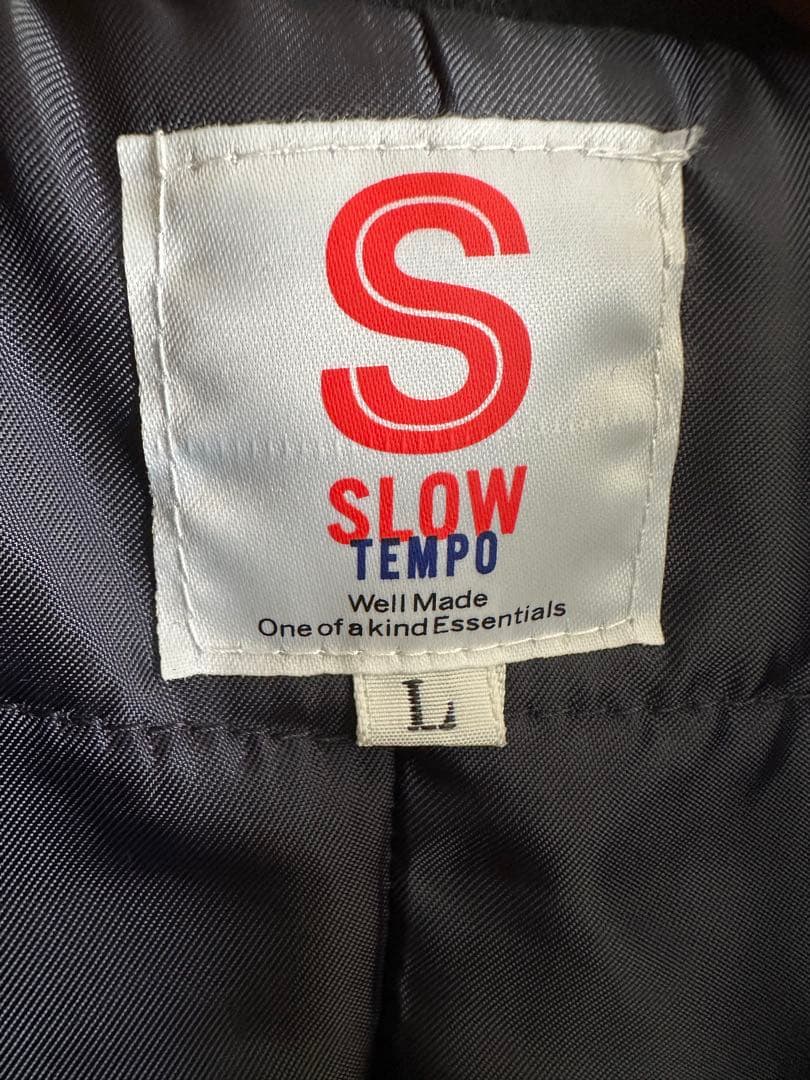 S
SLOW
TEMPO
Well Made
One of a kind Essentials
L